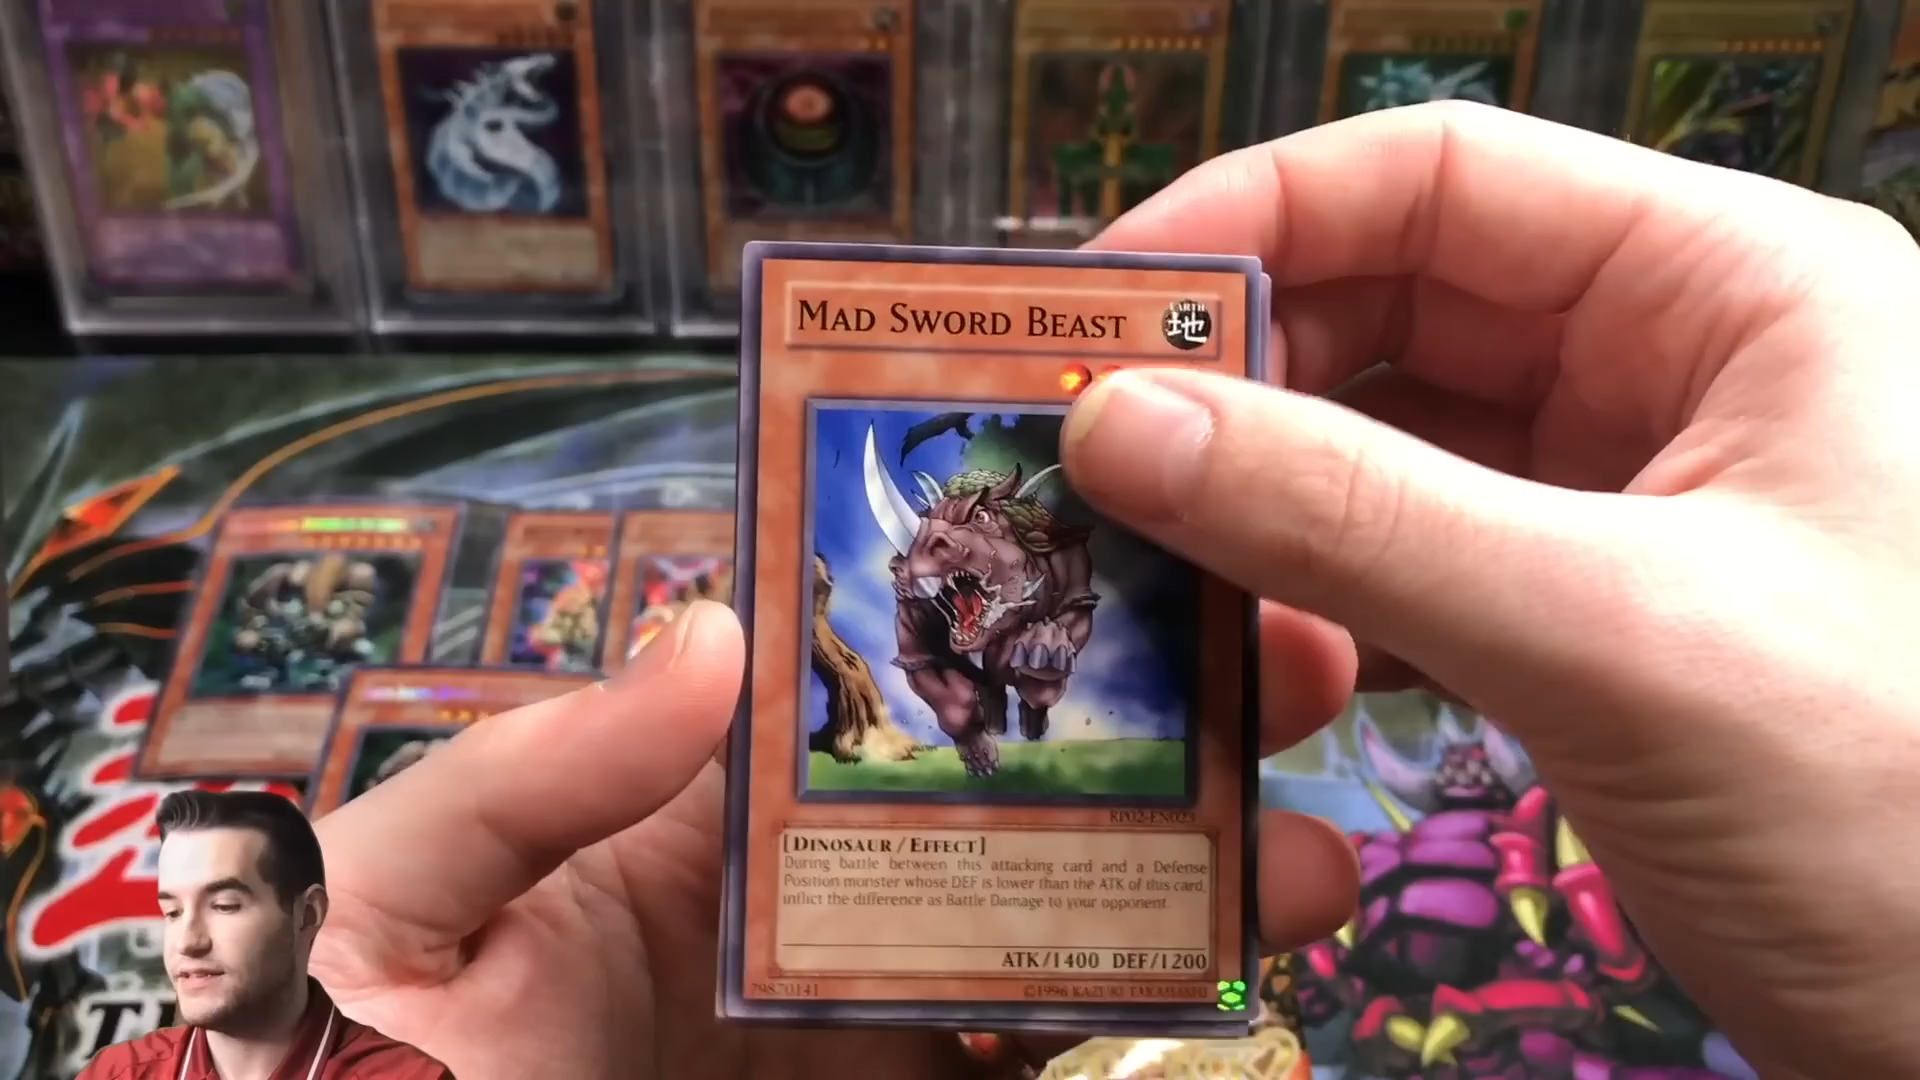 MAD SWORD BEAST
EARTH
地
RP02-EN023
[DINOSAUR / EFFECT]
During battle between this attacking card and a Defense
Position monster whose DEF is lower than the ATK of this card,
inflict the difference as Battle Damage to your opponent.
ATK/1400 DEF/1200
79870141
©1996 KAZUKI TAKAHASHI